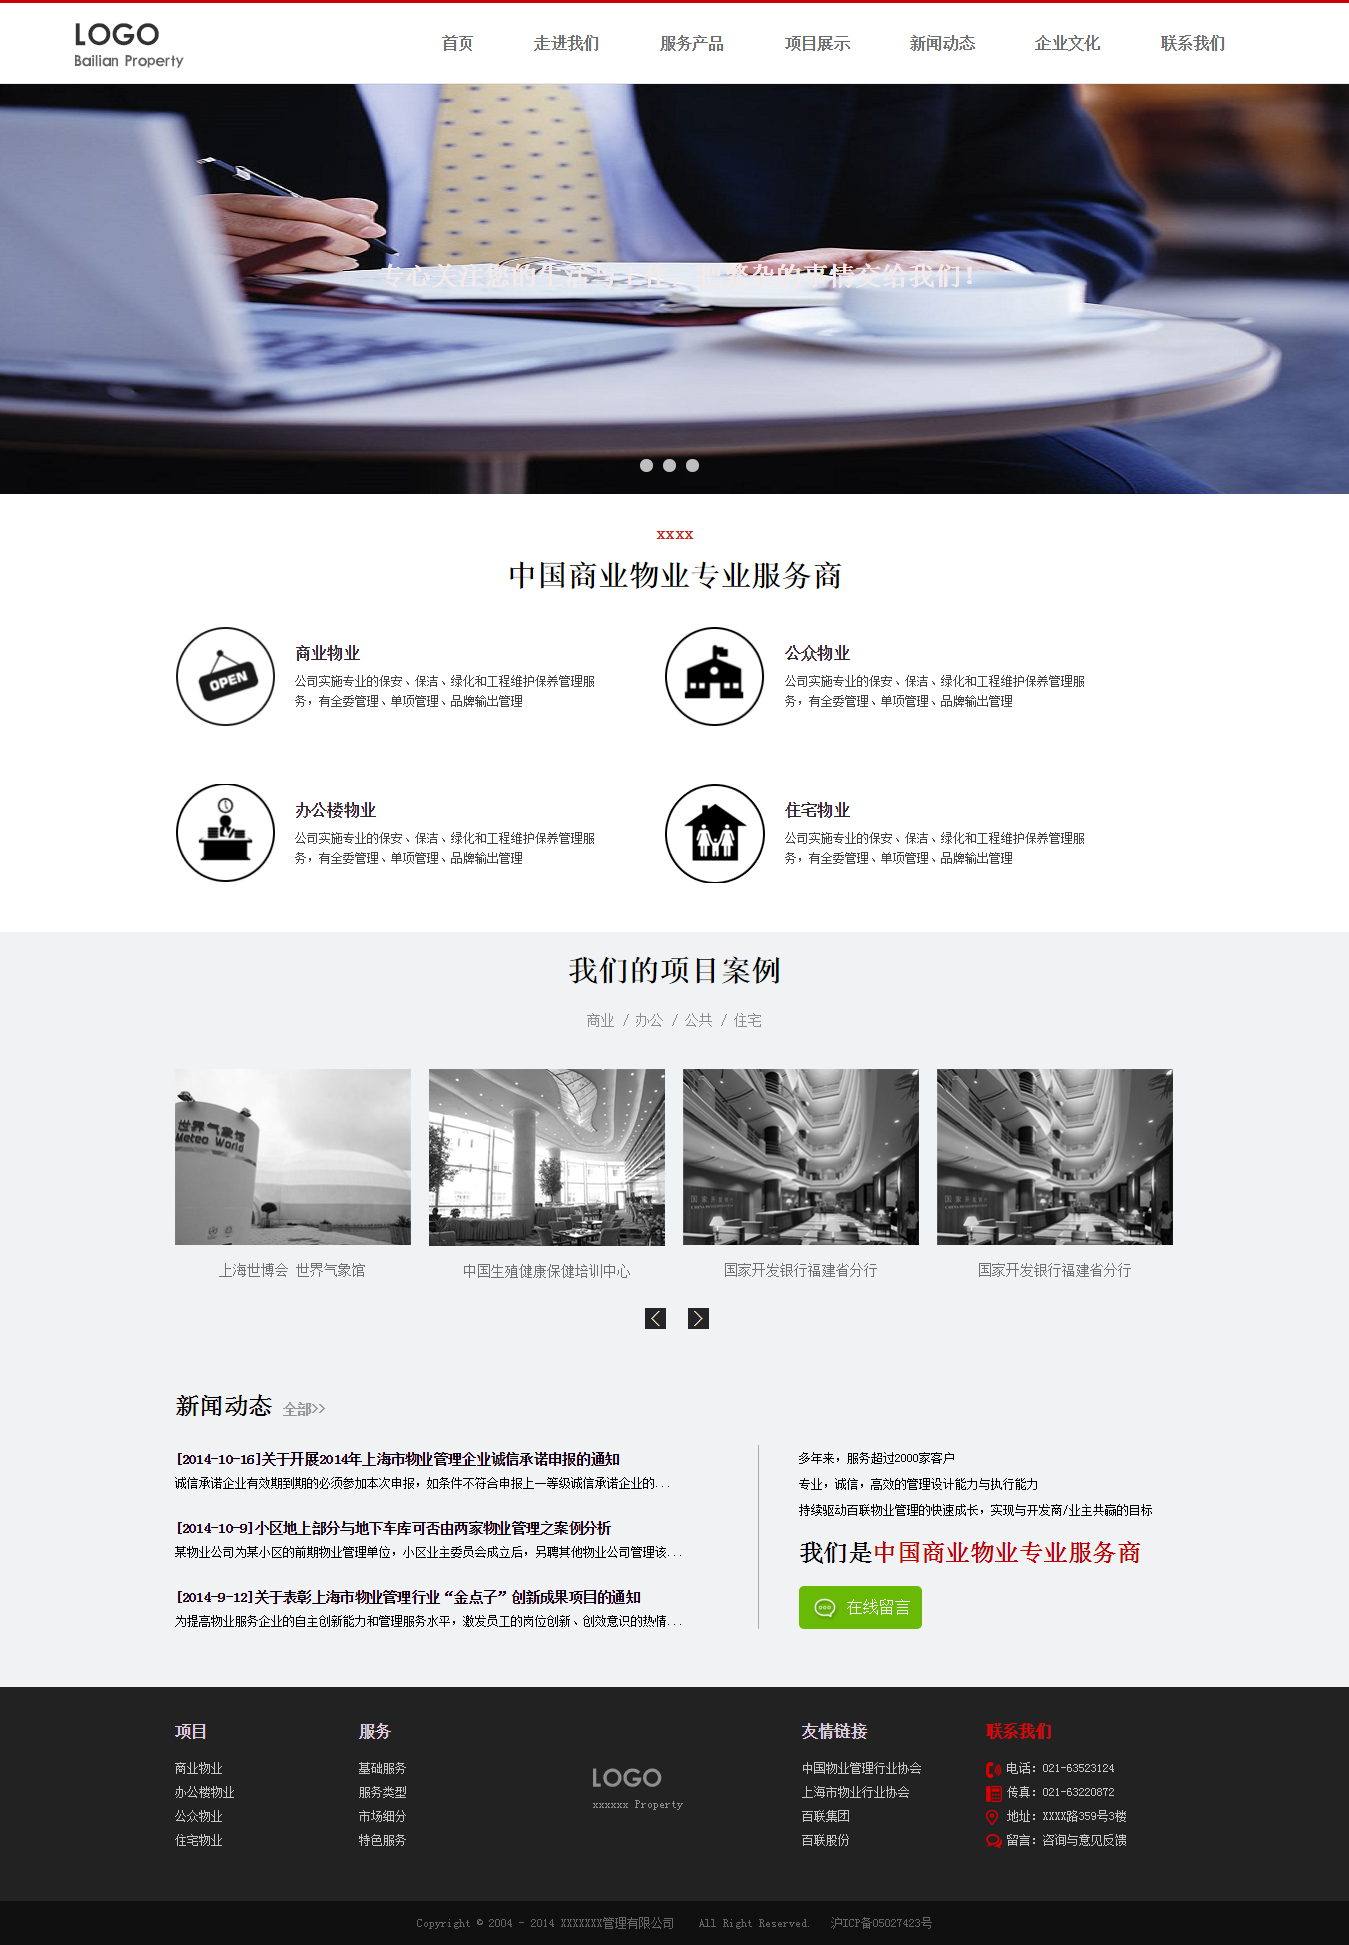 LOGO
Bailian Property
首页 走进我们 服务产品 项目展示 新闻动态 企业文化 联系我们
专心关注您的生活与工作，把繁杂的事情交给我们！
xxxx
中国商业物业专业服务商
OPEN
商业物业
公司实施专业的保安、保洁、绿化和工程维护保养管理服
务，有全委管理、单项管理、品牌输出管理
公众物业
公司实施专业的保安、保洁、绿化和工程维护保养管理服
务，有全委管理、单项管理、品牌输出管理
办公楼物业
公司实施专业的保安、保洁、绿化和工程维护保养管理服
务，有全委管理、单项管理、品牌输出管理
住宅物业
公司实施专业的保安、保洁、绿化和工程维护保养管理服
务，有全委管理、单项管理、品牌输出管理
我们的项目案例
商业 / 办公 / 公共 / 住宅
世界气象馆
Meteo World
国家开发银行
国家开发银行
上海世博会 世界气象馆
中国生殖健康保健培训中心
国家开发银行福建省分行
国家开发银行福建省分行
新闻动态 全部>>
[2014-10-16]关于开展2014年上海市物业管理企业诚信承诺申报的通知
诚信承诺企业有效期到期的必须参加本次申报，如条件不符合申报上一等级诚信承诺企业的...
[2014-10-9]小区地上部分与地下车库可否由两家物业管理之案例分析
某物业公司为某小区的前期物业管理单位，小区业主委员会成立后，另聘其他物业公司管理该...
[2014-9-12]关于表彰上海市物业管理行业“金点子”创新成果项目的通知
为提高物业服务企业的自主创新能力和管理服务水平，激发员工的岗位创新、创效意识的热情...
多年来，服务超过2000家客户
专业，诚信，高效的管理设计能力与执行能力
持续驱动百联物业管理的快速成长，实现与开发商/业主共赢的目标
我们是中国商业物业专业服务商
在线留言
项目
商业物业
办公楼物业
公众物业
住宅物业
服务
基础服务
服务类型
市场细分
特色服务
LOGO
xxxxxx Property
友情链接
中国物业管理行业协会
上海市物业行业协会
百联集团
百联股份
联系我们
电话：021-63523124
传真：021-63220872
地址：XXXX路359号3楼
留言：咨询与意见反馈
Copyright © 2004 - 2014 XXXXXXX管理有限公司 All Right Reserved. 沪ICP备05027423号